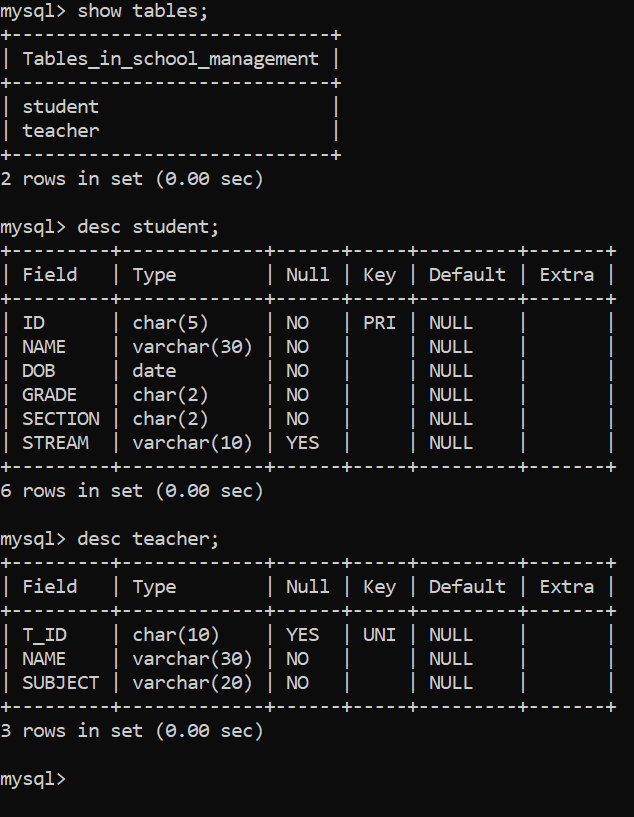 mysql> show tables;
+-----------------------------+
| Tables_in_school_management |
+-----------------------------+
| student                     |
| teacher                     |
+-----------------------------+
2 rows in set (0.00 sec)

mysql> desc student;
+---------+-------------+------+-----+---------+-------+
| Field   | Type        | Null | Key | Default | Extra |
+---------+-------------+------+-----+---------+-------+
| ID      | char(5)     | NO   | PRI | NULL    |       |
| NAME    | varchar(30) | NO   |     | NULL    |       |
| DOB     | date        | NO   |     | NULL    |       |
| GRADE   | char(2)     | NO   |     | NULL    |       |
| SECTION | char(2)     | NO   |     | NULL    |       |
| STREAM  | varchar(10) | YES  |     | NULL    |       |
+---------+-------------+------+-----+---------+-------+
6 rows in set (0.00 sec)

mysql> desc teacher;
+---------+-------------+------+-----+---------+-------+
| Field   | Type        | Null | Key | Default | Extra |
+---------+-------------+------+-----+---------+-------+
| T_ID    | char(10)    | YES  | UNI | NULL    |       |
| NAME    | varchar(30) | NO   |     | NULL    |       |
| SUBJECT | varchar(20) | NO   |     | NULL    |       |
+---------+-------------+------+-----+---------+-------+
3 rows in set (0.00 sec)

mysql>